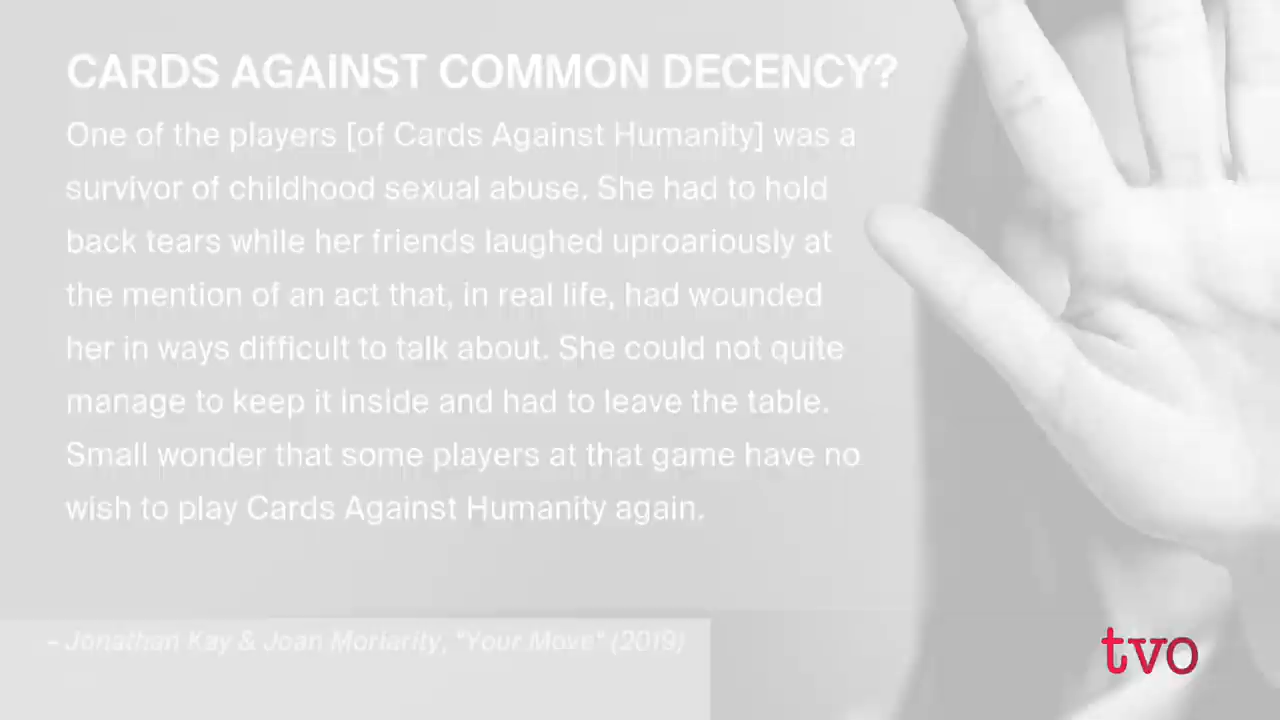 CARDS AGAINST COMMON DECENCY?
One of the players [of Cards Against Humanity] was a
survivor of childhood sexual abuse. She had to hold
back tears while her friends laughed uproariously at
the mention of an act that, in real life, had wounded
her in ways difficult to talk about. She could not quite
manage to keep it inside and had to leave the table.
Small wonder that some players at that game have no
wish to play Cards Against Humanity again.
– Jonathan Kay & Joan Moriarity, "Your Move" (2019)
tvo